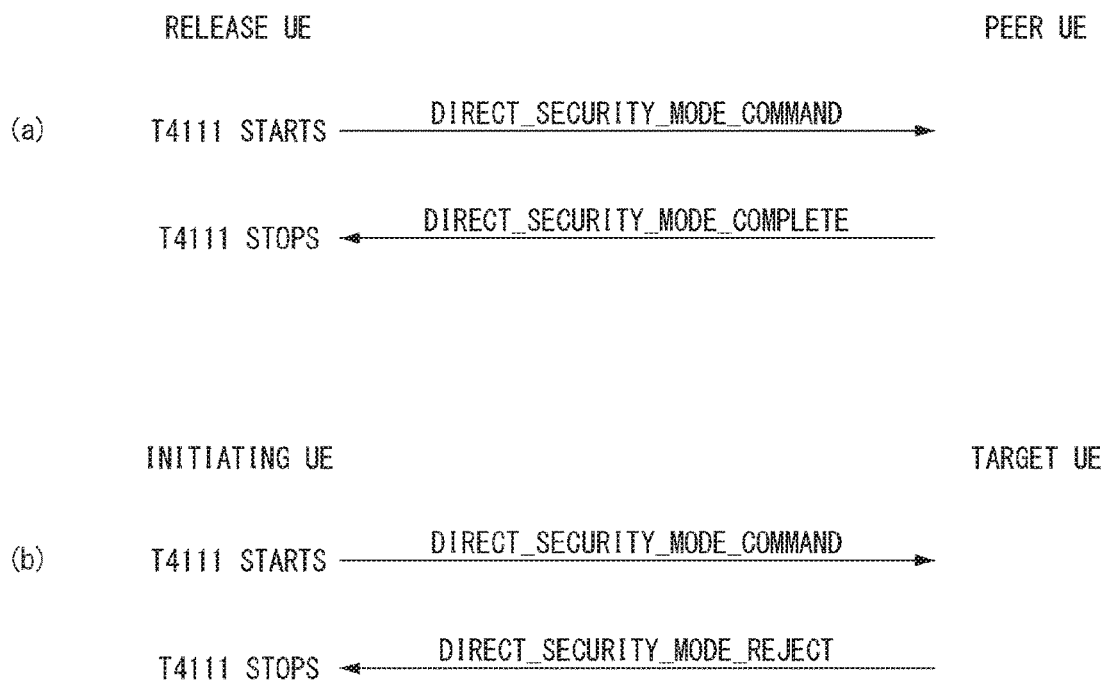 RELEASE UE PEER UE
DIRECT_SECURITY_MODE_COMMAND
(a) T4111 STARTS
DIRECT_SECURITY_MODE_COMPLETE
T4111 STOPS
INITIATING UE TARGET UE
DIRECT_SECURITY_MODE_COMMAND
(b) T4111 STARTS
DIRECT_SECURITY_MODE_REJECT
T4111 STOPS